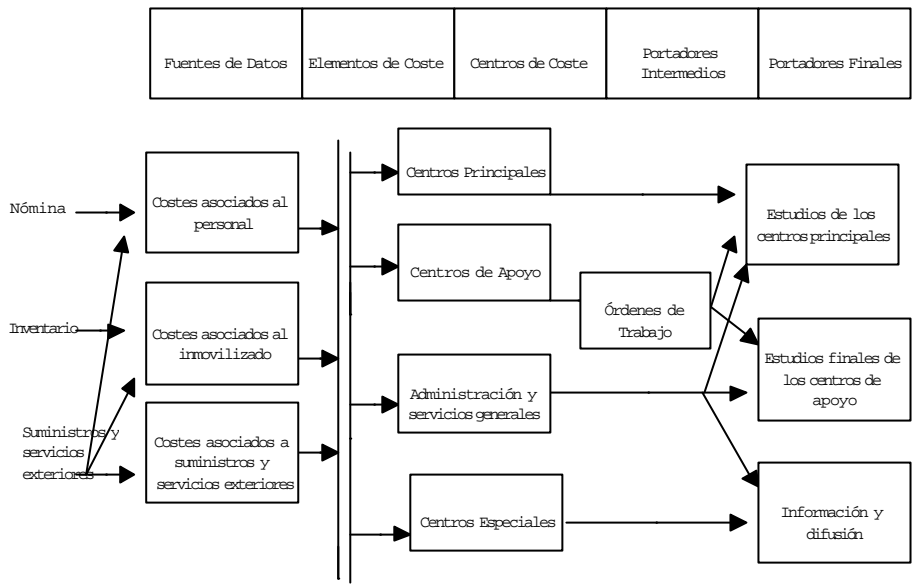 Fuentes de Datos
Elementos de Coste
Centros de Coste
Portadores
Intermedios
Portadores Finales
Nómina
Inventario
Suministros y
servicios
exteriores
Costes asociados al
personal
Costes asociados al
inmovilizado
Costes asociados a
suministros y
servicios exteriores
Centros Principales
Centros de Apoyo
Administración y
servicios generales
Centros Especiales
Órdenes de
Trabajo
Estudios de los
centros principales
Estudios finales de
los centros de
apoyo
Información y
difusión